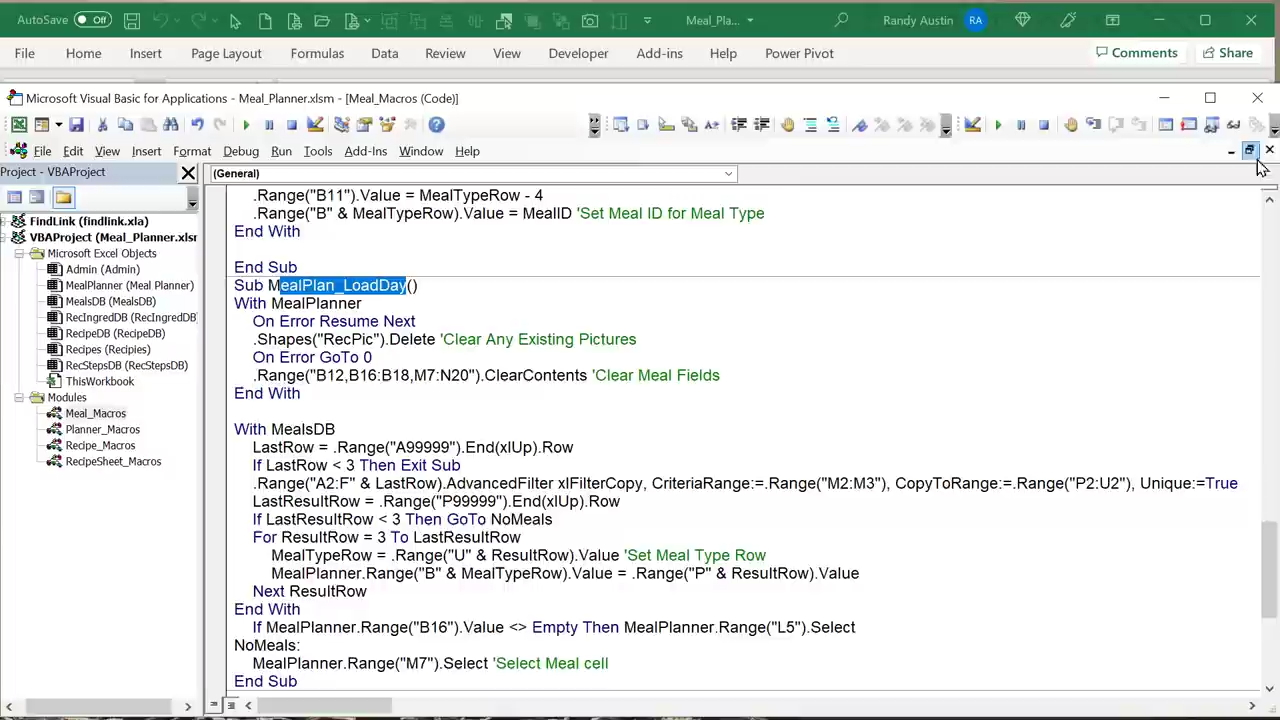 AutoSave Off Meal_Pla... Randy Austin RA
File Home Insert Page Layout Formulas Data Review View Developer Add-ins Help Power Pivot Comments Share
Microsoft Visual Basic for Applications - Meal_Planner.xlsm - [Meal_Macros (Code)]
File Edit View Insert Format Debug Run Tools Add-Ins Window Help
Project - VBAProject
(General)
FindLink (findlink.xla)
VBAProject (Meal_Planner.xlsm
Microsoft Excel Objects
Admin (Admin)
MealPlanner (Meal Planner)
MealsDB (MealsDB)
RecIngredDB (RecIngredDB
RecipeDB (RecipeDB)
Recipes (Recipies)
RecStepsDB (RecStepsDB)
ThisWorkbook
Modules
Meal_Macros
Planner_Macros
Recipe_Macros
RecipeSheet_Macros
.Range("B11").Value = MealTypeRow - 4
.Range("B" & MealTypeRow).Value = MealID 'Set Meal ID for Meal Type
End With
End Sub
Sub MealPlan_LoadDay()
With MealPlanner
On Error Resume Next
.Shapes("RecPic").Delete 'Clear Any Existing Pictures
On Error GoTo 0
.Range("B12,B16:B18,M7:N20").ClearContents 'Clear Meal Fields
End With
With MealsDB
LastRow = .Range("A99999").End(xlUp).Row
If LastRow < 3 Then Exit Sub
.Range("A2:F" & LastRow).AdvancedFilter xlFilterCopy, CriteriaRange:=.Range("M2:M3"), CopyToRange:=.Range("P2:U2"), Unique:=True
LastResultRow = .Range("P99999").End(xlUp).Row
If LastResultRow < 3 Then GoTo NoMeals
For ResultRow = 3 To LastResultRow
MealTypeRow = .Range("U" & ResultRow).Value 'Set Meal Type Row
MealPlanner.Range("B" & MealTypeRow).Value = .Range("P" & ResultRow).Value
Next ResultRow
End With
If MealPlanner.Range("B16").Value <> Empty Then MealPlanner.Range("L5").Select
NoMeals:
MealPlanner.Range("M7").Select 'Select Meal cell
End Sub